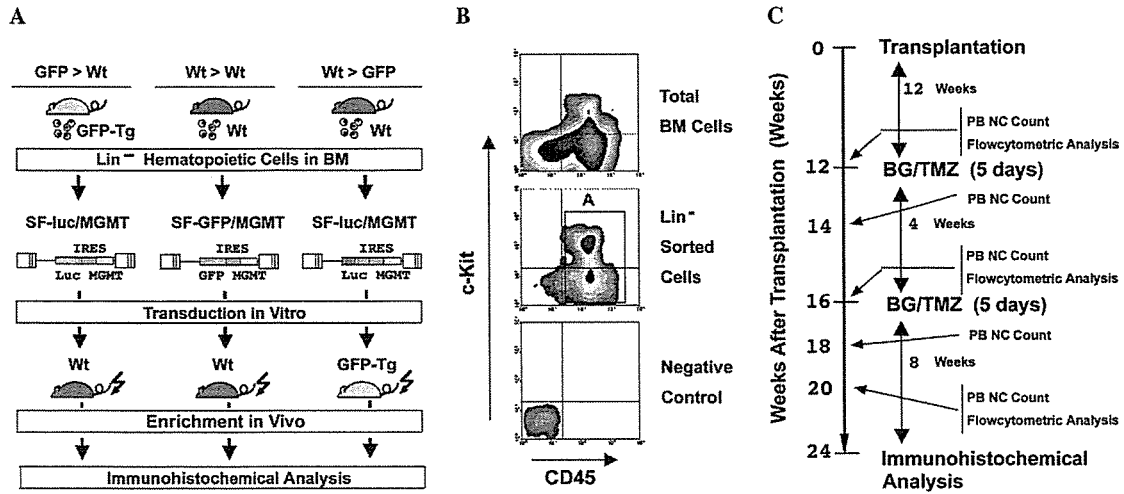 A
GFP > Wt
Wt > Wt
Wt > GFP
GFP-Tg
Wt
Wt
Lin− Hematopoietic Cells in BM
SF-luc/MGMT
SF-GFP/MGMT
SF-luc/MGMT
IRES
IRES
IRES
Luc MGMT
GFP MGMT
Luc MGMT
Transduction in Vitro
Wt
Wt
GFP-Tg
Enrichment in Vivo
Immunohistochemical Analysis
B
Total
BM Cells
A
Lin−
Sorted
Cells
Negative
Control
c-Kit
CD45
C
Weeks After Transplantation (Weeks)
0
Transplantation
12 Weeks
PB NC Count
Flowcytometric Analysis
12
BG/TMZ (5 days)
PB NC Count
14
4 Weeks
PB NC Count
Flowcytometric Analysis
16
BG/TMZ (5 days)
PB NC Count
18
8 Weeks
20
PB NC Count
Flowcytometric Analysis
24
Immunohistochemical
Analysis